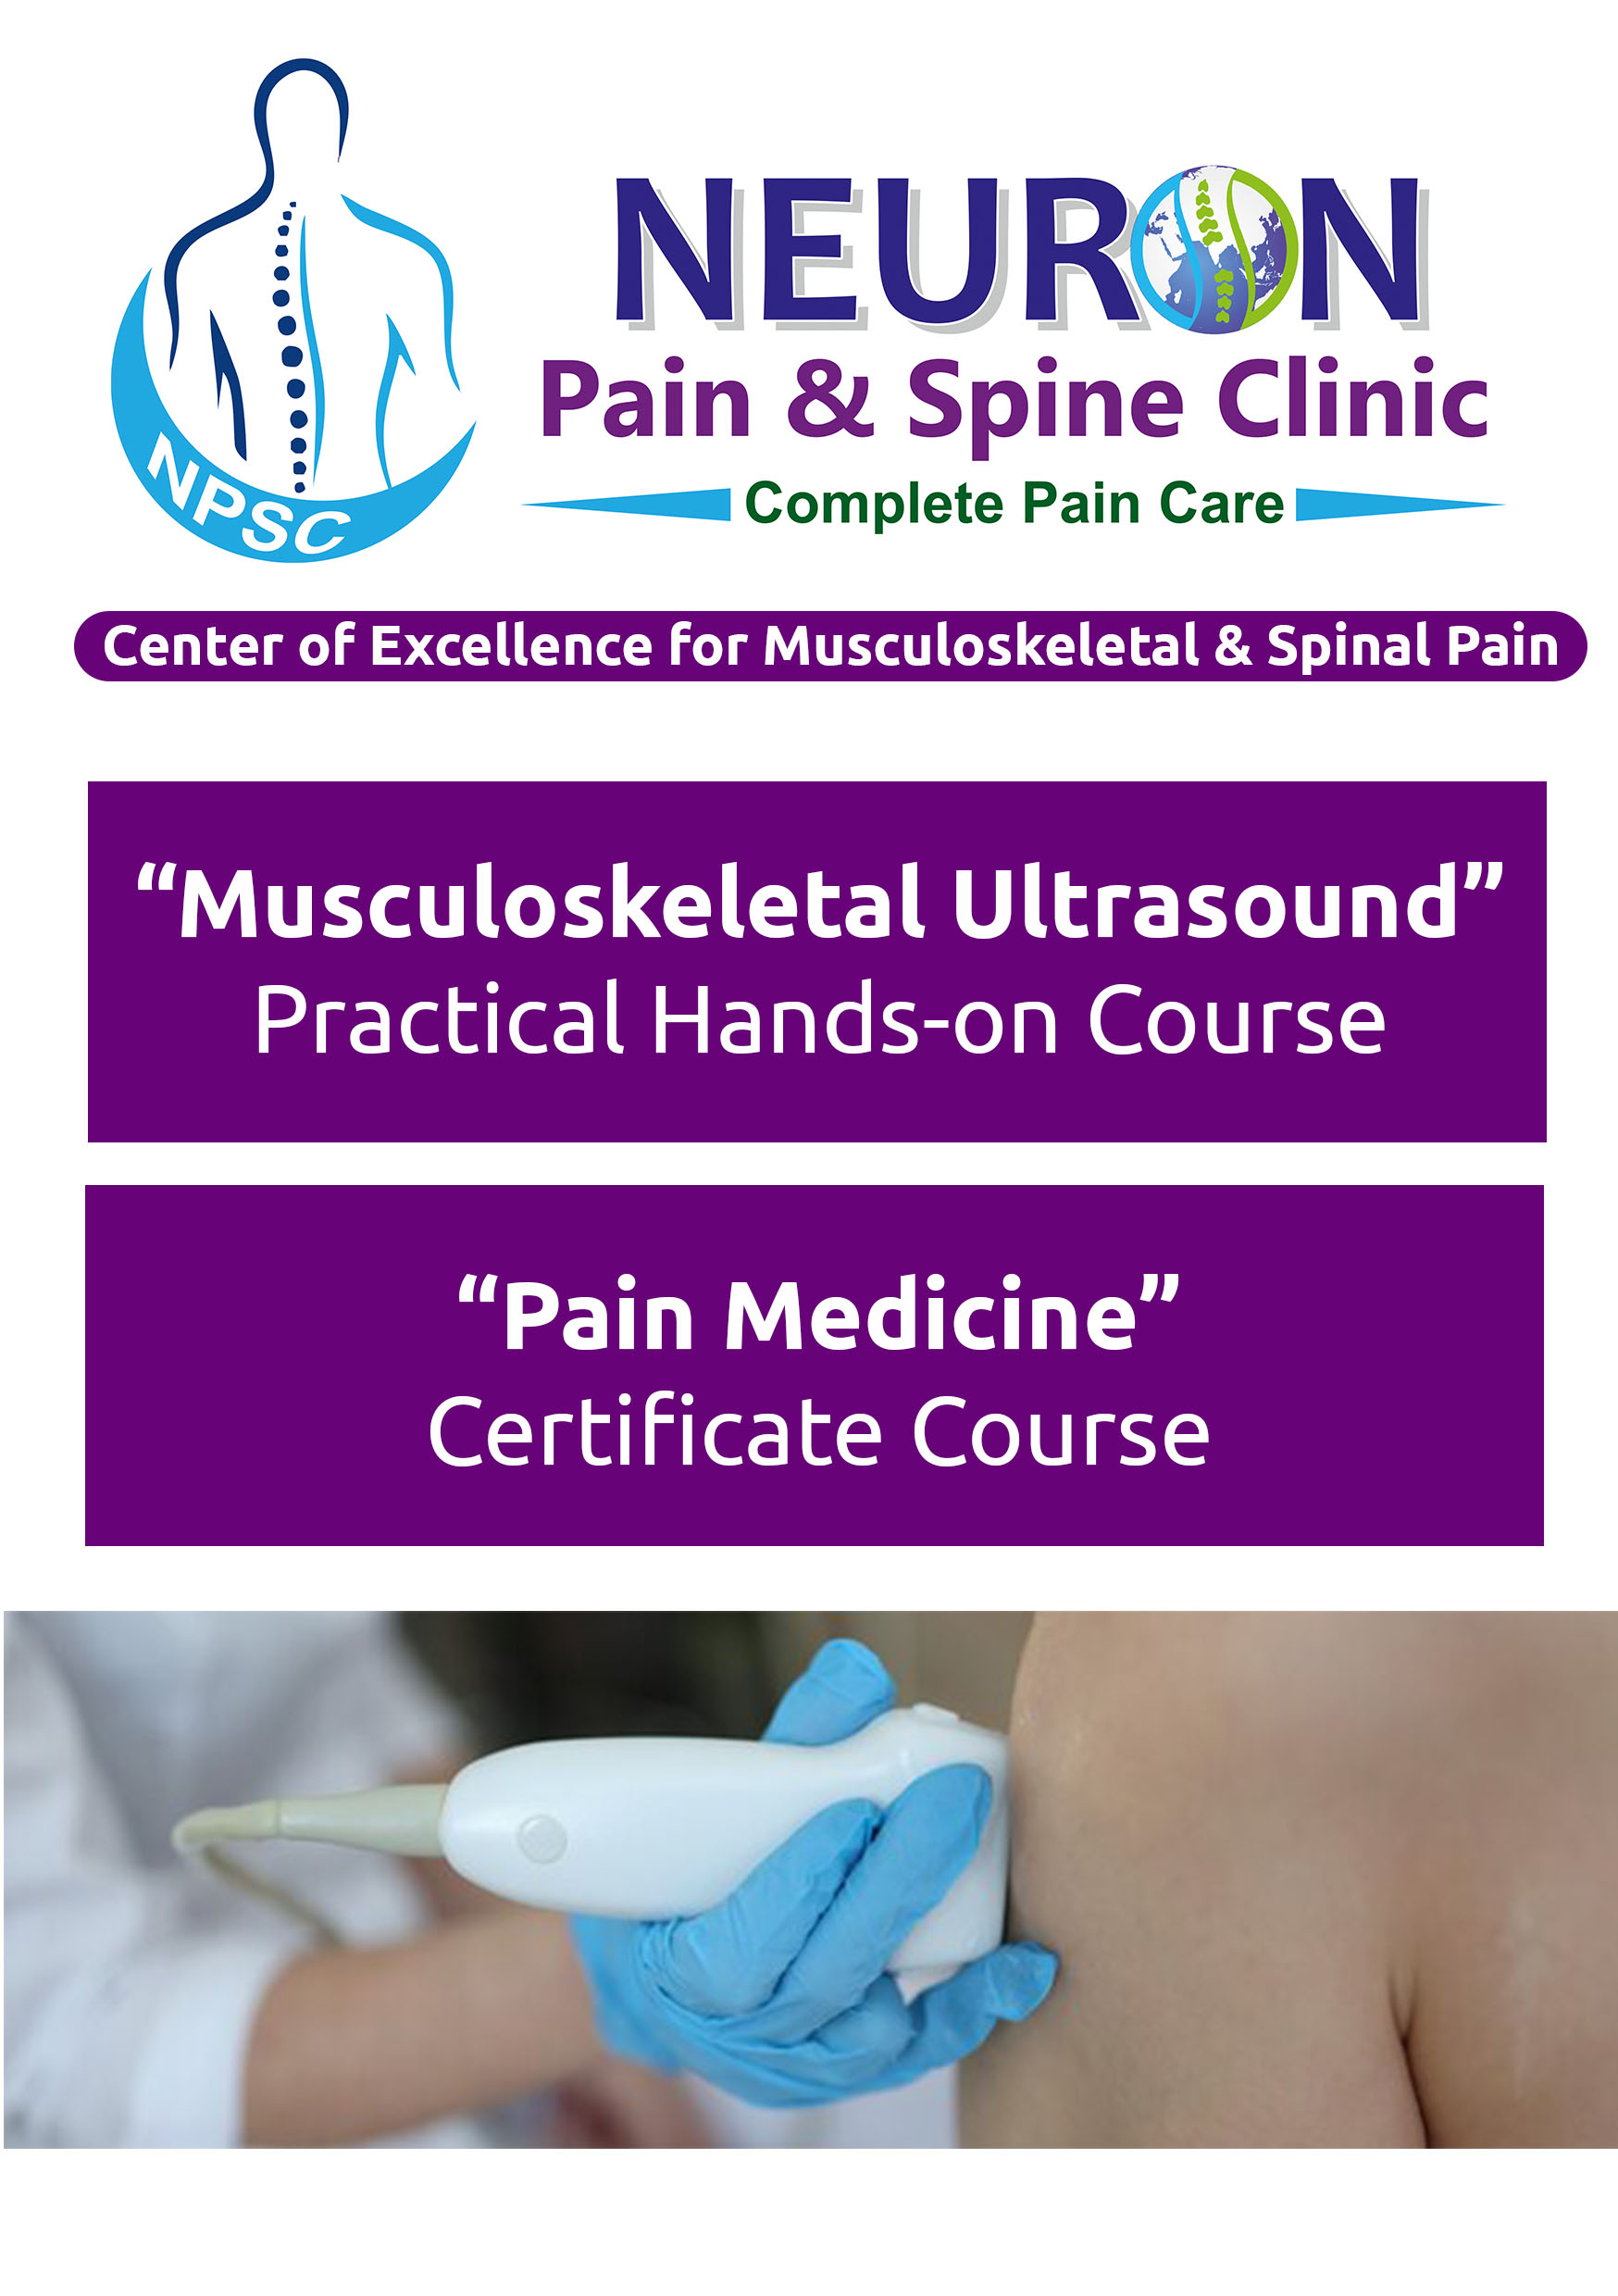 NPSC
NEURON
Pain & Spine Clinic
Complete Pain Care
Center of Excellence for Musculoskeletal & Spinal Pain
“Musculoskeletal Ultrasound”
Practical Hands-on Course
“Pain Medicine”
Certificate Course